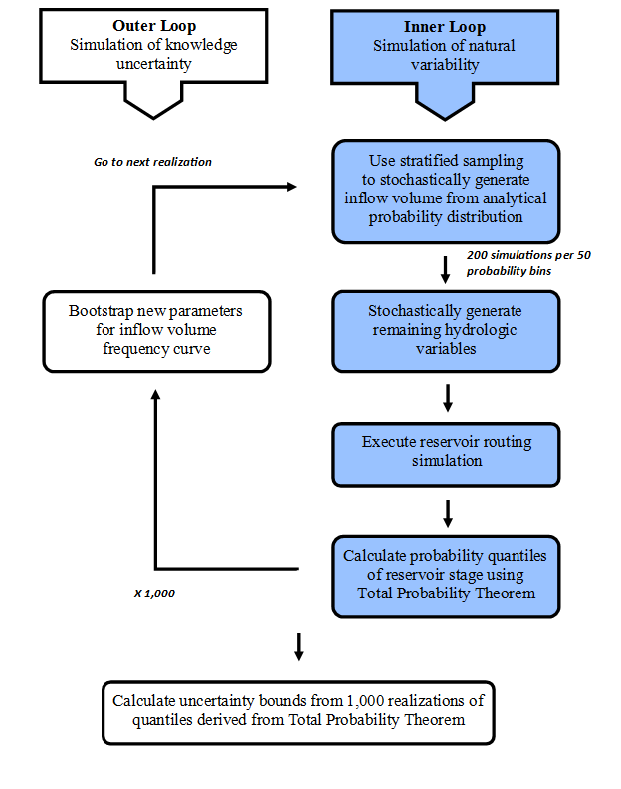 Outer Loop
Simulation of knowledge
uncertainty
Inner Loop
Simulation of natural
variability
Go to next realization
Use stratified sampling
to stochastically generate
inflow volume from analytical
probability distribution
200 simulations per 50
probability bins
Bootstrap new parameters
for inflow volume
frequency curve
Stochastically generate
remaining hydrologic
variables
Execute reservoir routing
simulation
Calculate probability quantiles
of reservoir stage using
Total Probability Theorem
X 1,000
Calculate uncertainty bounds from 1,000 realizations of
quantiles derived from Total Probability Theorem